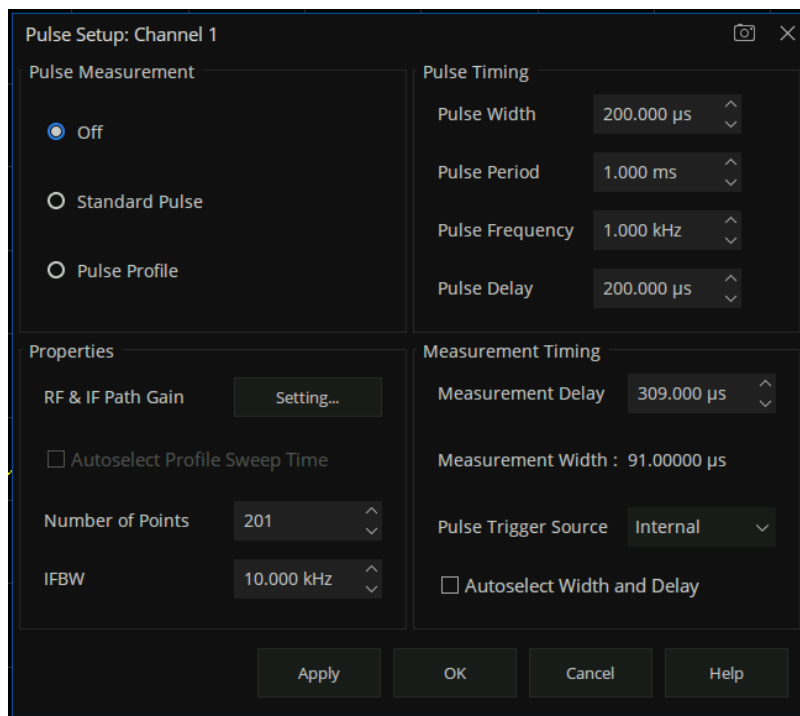 Pulse Setup: Channel 1
Pulse Measurement
Off
Standard Pulse
Pulse Profile
Pulse Timing
Pulse Width 200.000 µs
Pulse Period 1.000 ms
Pulse Frequency 1.000 kHz
Pulse Delay 200.000 µs
Properties
RF & IF Path Gain Setting...
Autoselect Profile Sweep Time
Number of Points 201
IFBW 10.000 kHz
Measurement Timing
Measurement Delay 309.000 µs
Measurement Width : 91.00000 µs
Pulse Trigger Source Internal
Autoselect Width and Delay
Apply OK Cancel Help